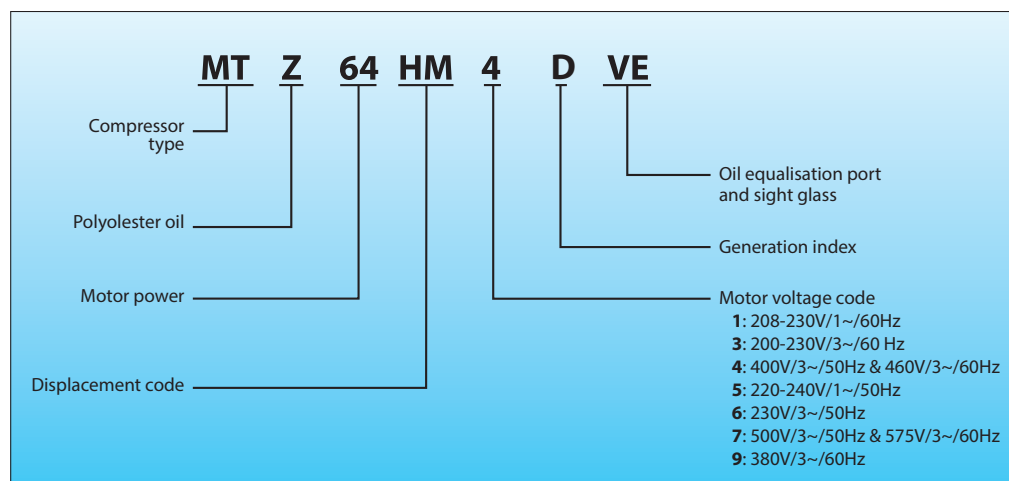 MT Z 64 HM 4 D VE
Compressor
type
Polyolester oil
Motor power
Displacement code
Oil equalisation port
and sight glass
Generation index
Motor voltage code
1: 208-230V/1~/60Hz
3: 200-230V/3~/60 Hz
4: 400V/3~/50Hz & 460V/3~/60Hz
5: 220-240V/1~/50Hz
6: 230V/3~/50Hz
7: 500V/3~/50Hz & 575V/3~/60Hz
9: 380V/3~/60Hz